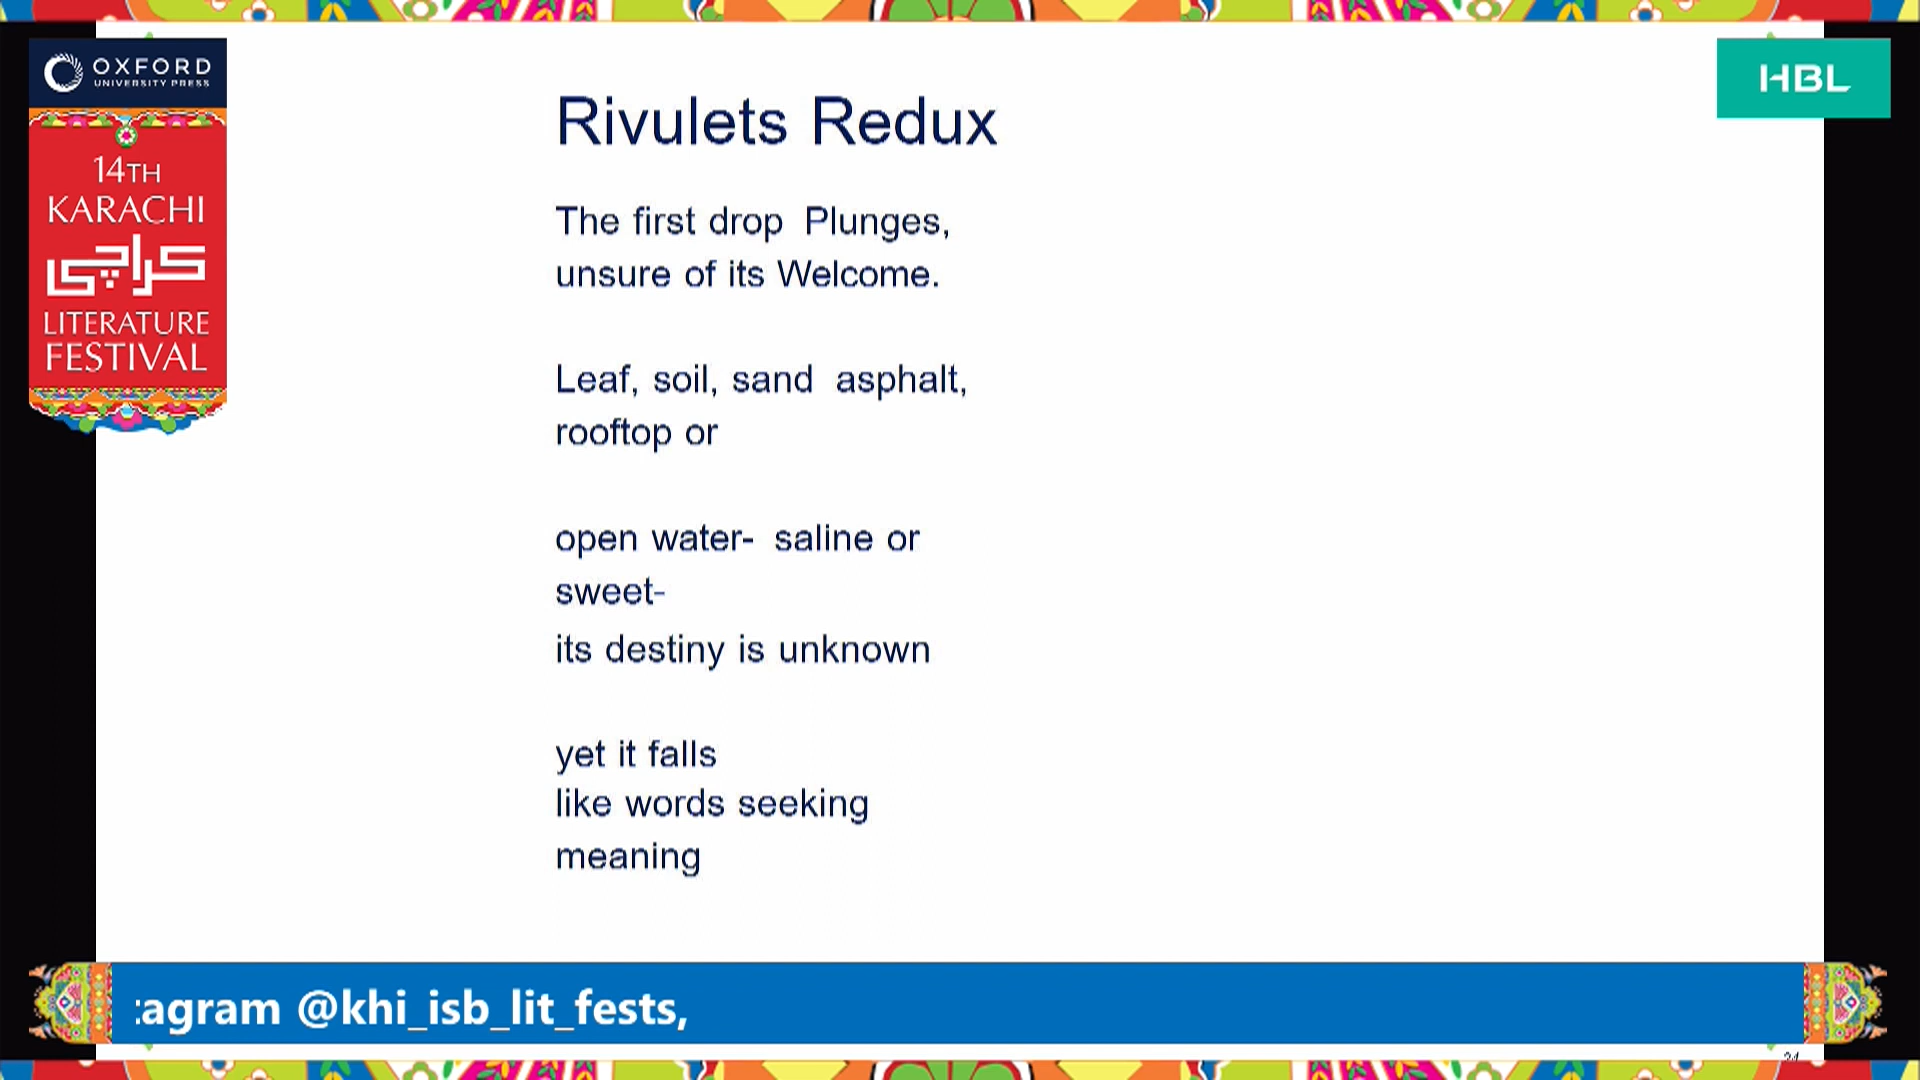 OXFORD
UNIVERSITY PRESS
14TH
KARACHI
کراچی
LITERATURE
FESTIVAL
HBL
Rivulets Redux
The first drop Plunges,
unsure of its Welcome.
Leaf, soil, sand asphalt,
rooftop or
open water- saline or
sweet-
its destiny is unknown
yet it falls
like words seeking
meaning
tagram @khi_isb_lit_fests,